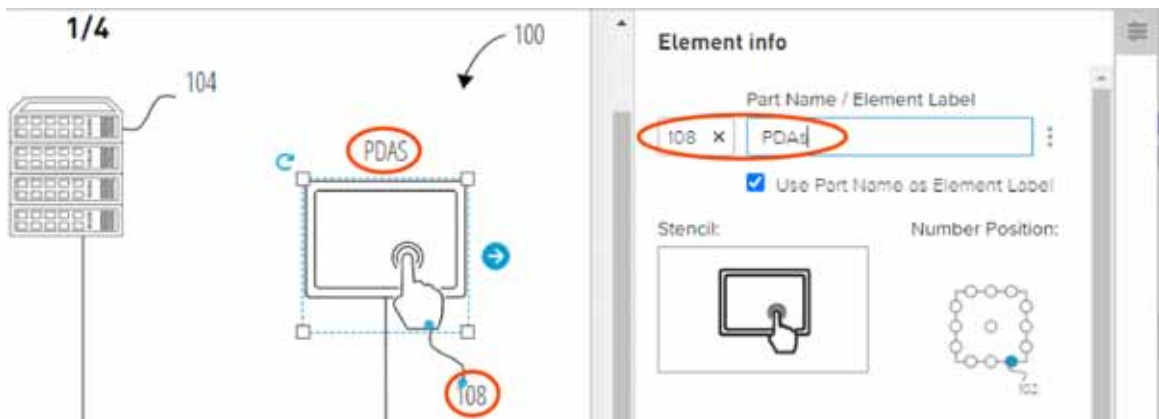 1/4
104
100
PDAS
108
Element info
Part Name / Element Label
108 × PDAs
Use Part Name as Element Label
Stencil:
Number Position:
102